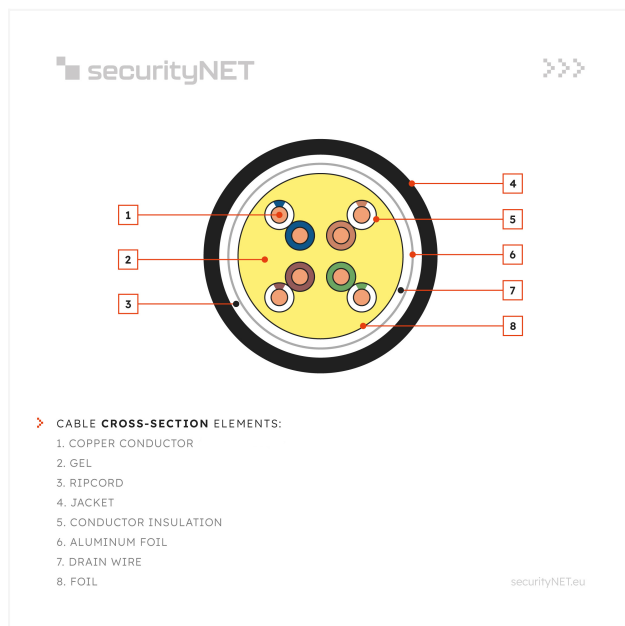 securityNET
4
1
5
2
6
7
3
8
CABLE CROSS-SECTION ELEMENTS:
1. COPPER CONDUCTOR
2. GEL
3. RIPCORD
4. JACKET
5. CONDUCTOR INSULATION
6. ALUMINUM FOIL
7. DRAIN WIRE
8. FOIL
securityNET.eu